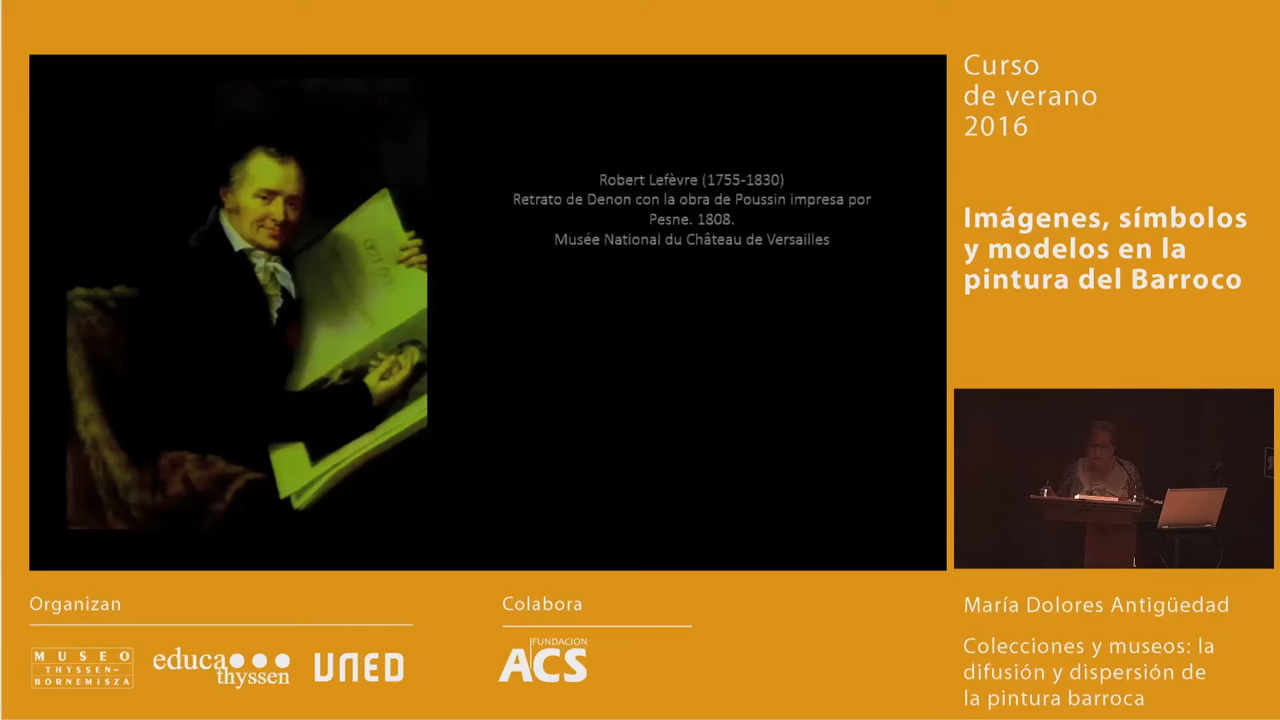 Robert Lefèvre (1755-1830)
Retrato de Denon con la obra de Poussin impresa por
Pesne. 1808.
Musée National du Château de Versailles
Curso
de verano
2016
Imágenes, símbolos
y modelos en la
pintura del Barroco
Organizan
MUSEO
THYSSEN-
BORNEMISZA
educa
thyssen
UNED
Colabora
FUNDACION
ACS
María Dolores Antigüedad
Colecciones y museos: la
difusión y dispersión de
la pintura barroca